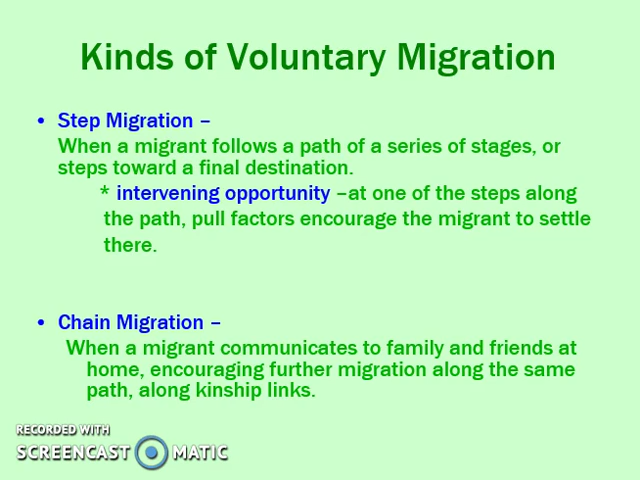 Kinds of Voluntary Migration
• Step Migration –
When a migrant follows a path of a series of stages, or
steps toward a final destination.
* intervening opportunity –at one of the steps along
the path, pull factors encourage the migrant to settle
there.
• Chain Migration –
When a migrant communicates to family and friends at
home, encouraging further migration along the same
path, along kinship links.
RECORDED WITH
SCREENCAST MATIC